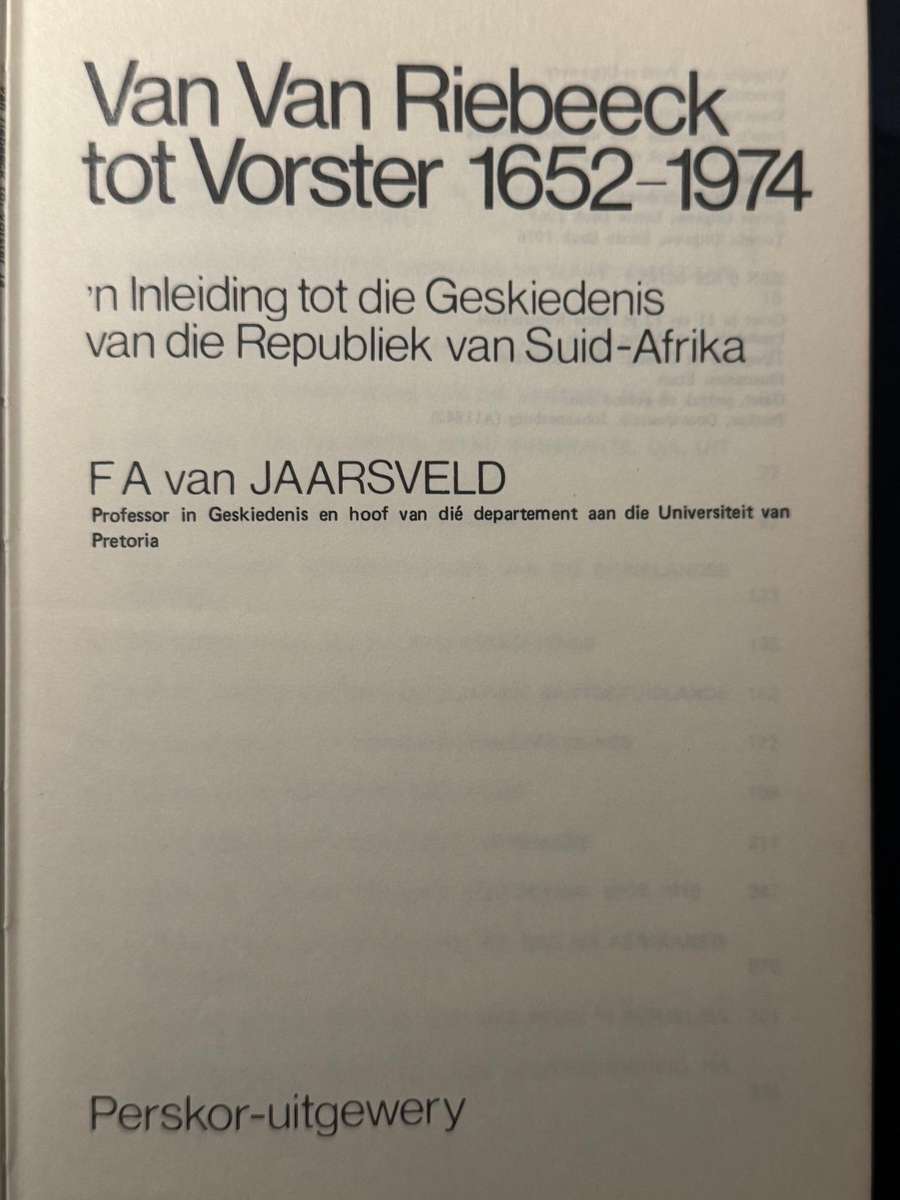 Van Van Riebeeck
tot Vorster 1652–1974
'n Inleiding tot die Geskiedenis
van die Republiek van Suid-Afrika
F A van JAARSVELD
Professor in Geskiedenis en hoof van dié departement aan die Universiteit van
Pretoria
Perskor-uitgewery